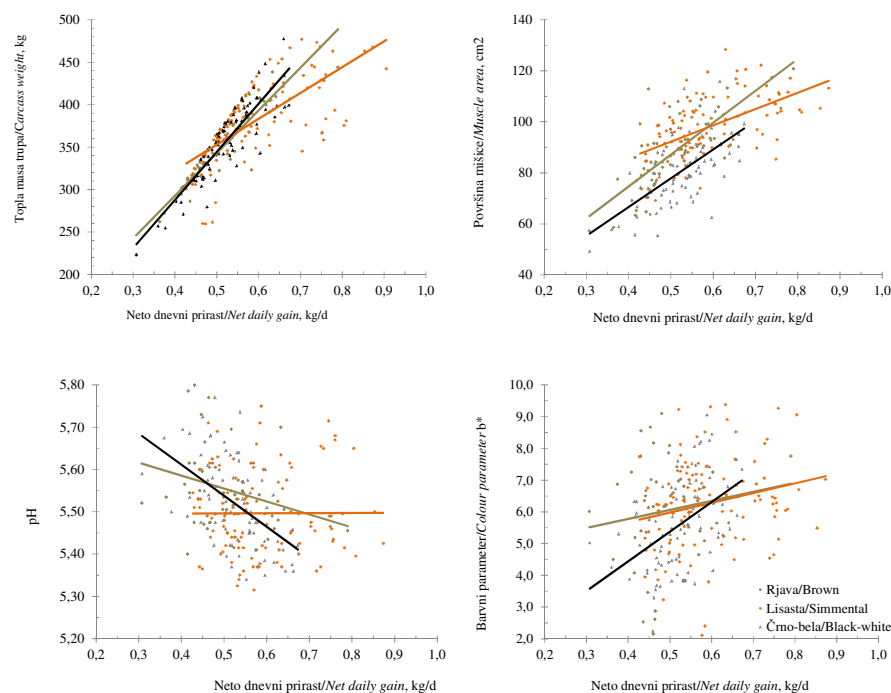 500
450
400
350
300
250
200
Topla masa trupa/Carcass weight, kg
0,2 0,3 0,4 0,5 0,6 0,7 0,8 0,9 1,0
Neto dnevni prirast/Net daily gain, kg/d
140
120
100
80
60
40
Površina mišice/Muscle area, cm2
0,2 0,4 0,6 0,8 1,0
Neto dnevni prirast/Net daily gain, kg/d
5,80
5,70
5,60
5,50
5,40
5,30
5,20
pH
0,2 0,3 0,4 0,5 0,6 0,7 0,8 0,9 1,0
Neto dnevni prirast/Net daily gain, kg/d
10,0
9,0
8,0
7,0
6,0
5,0
4,0
3,0
2,0
Barvni parameter/Colour parameter b*
Rjava/Brown
Lisasta/Simmental
Črno-bela/Black-white
0,2 0,3 0,4 0,5 0,6 0,7 0,8 0,9 1,0
Neto dnevni prirast/Net daily gain, kg/d